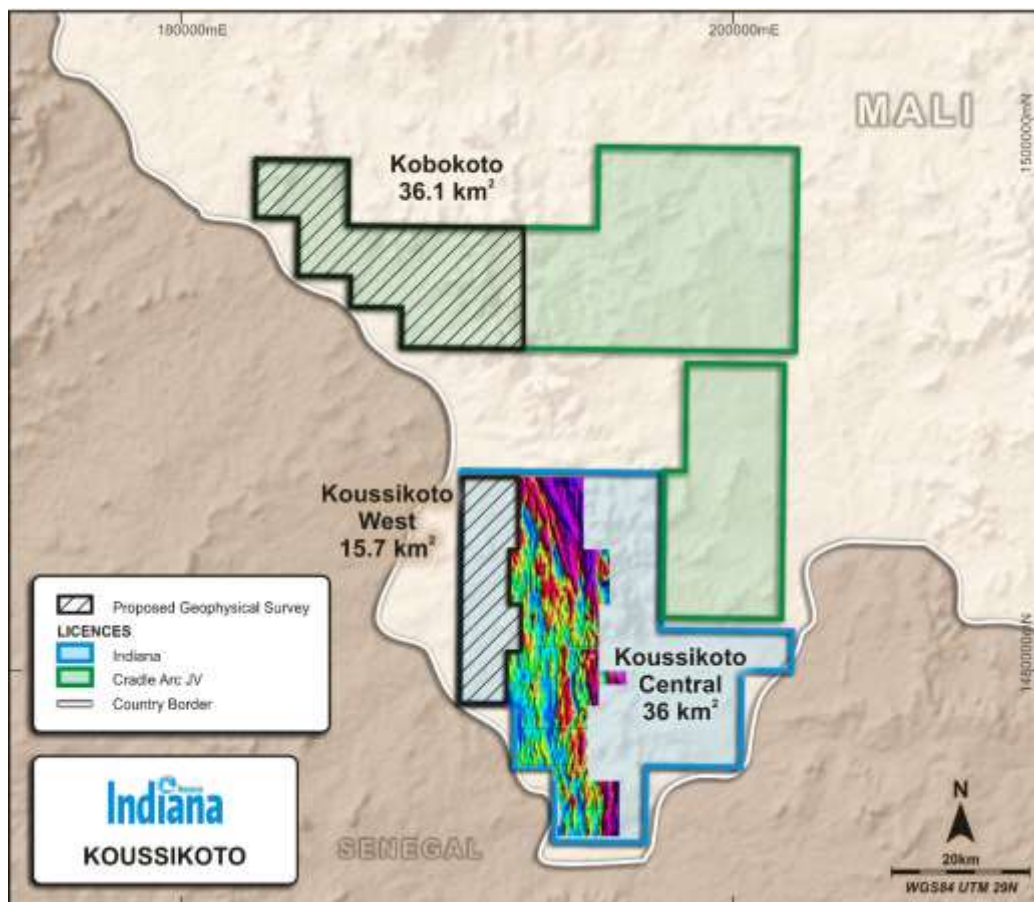 180000mE
200000mE
MALI
1500000mN
Kobokoto
36.1 km²
Koussikoto
West
15.7 km²
Proposed Geophysical Survey
LICENCES
Indiana
Cradle Arc JV
Country Border
Koussikoto
Central
36 km²
1480000mN
Indiana
KOUSSIKOTO
SENEGAL
N
20km
WGS84 UTM 29N